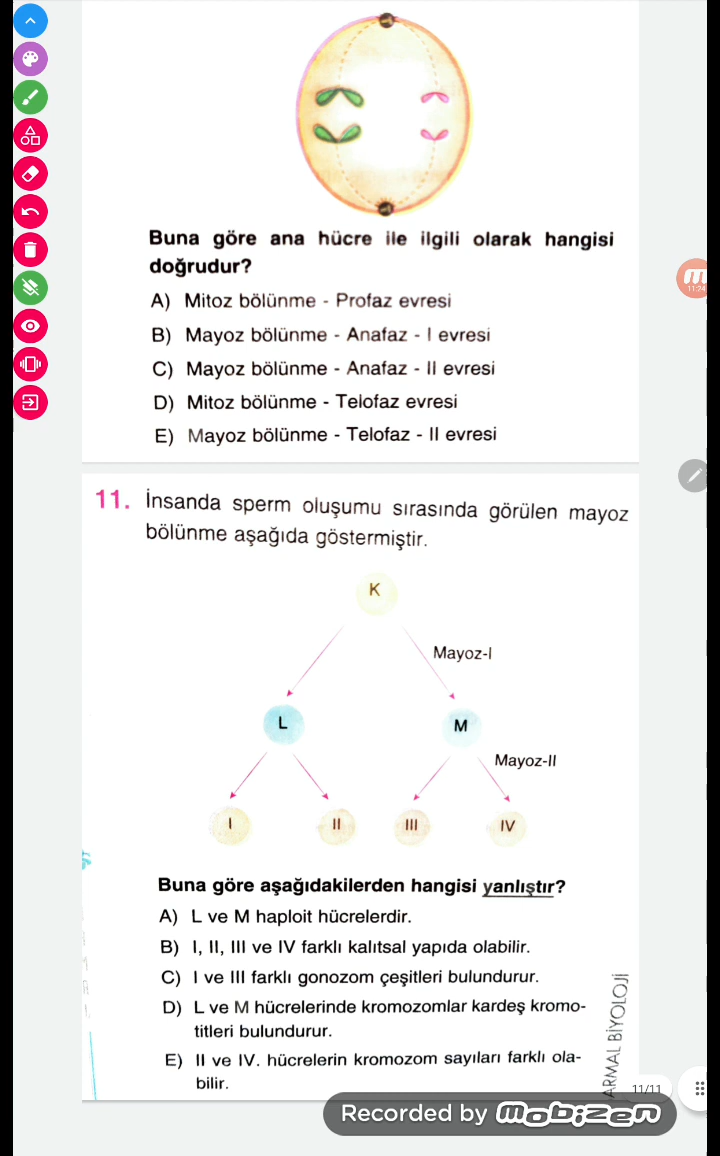 Buna göre ana hücre ile ilgili olarak hangisi
doğrudur?
A) Mitoz bölünme - Profaz evresi
B) Mayoz bölünme - Anafaz - I evresi
C) Mayoz bölünme - Anafaz - II evresi
D) Mitoz bölünme - Telofaz evresi
E) Mayoz bölünme - Telofaz - II evresi
11. İnsanda sperm oluşumu sırasında görülen mayoz
bölünme aşağıda göstermiştir.
K
Mayoz-I
L
M
Mayoz-II
I
II
III
IV
Buna göre aşağıdakilerden hangisi yanlıştır?
A) L ve M haploit hücrelerdir.
B) I, II, III ve IV farklı kalıtsal yapıda olabilir.
C) I ve III farklı gonozom çeşitleri bulundurur.
D) L ve M hücrelerinde kromozomlar kardeş kromo-
titleri bulundurur.
E) II ve IV. hücrelerin kromozom sayıları farklı ola-
bilir.
ARMAL BİYOLOJİ
11/11
11:74
Recorded by Mobizen